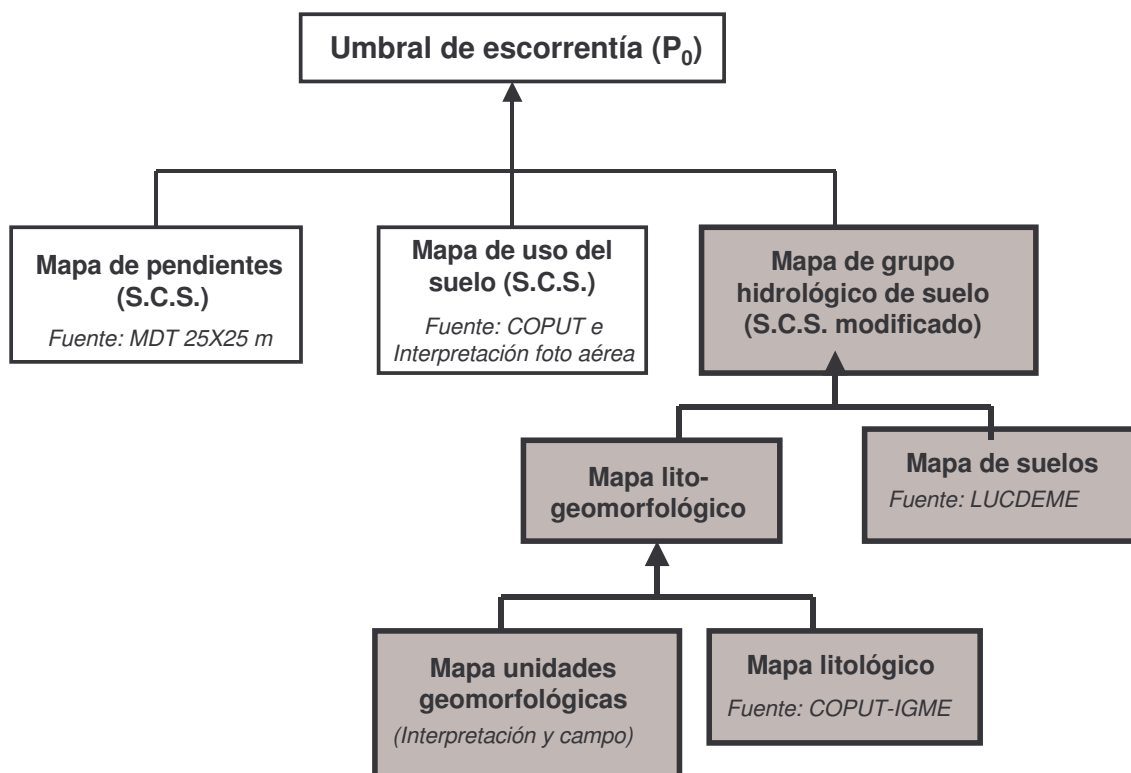 Umbral de escorrentía (P0)
Mapa de pendientes
(S.C.S.)
Fuente: MDT 25X25 m
Mapa de uso del
suelo (S.C.S.)
Fuente: COPUT e
Interpretación foto aérea
Mapa de grupo
hidrológico de suelo
(S.C.S. modificado)
Mapa lito-
geomorfológico
Mapa de suelos
Fuente: LUCDEME
Mapa unidades
geomorfológicas
(Interpretación y campo)
Mapa litológico
Fuente: COPUT-IGME